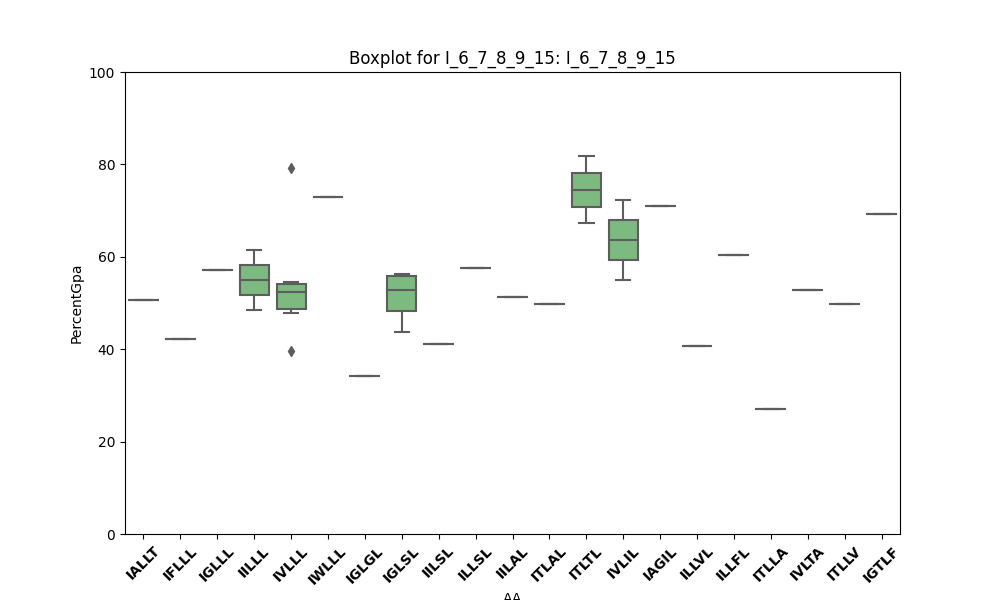 Boxplot for I_6_7_8_9_15: I_6_7_8_9_15
100
80
60
40
20
0
PercentGpa
IALLT IFLLL IGLLL IILLL IVLLL IWLLL IGLGL IGLSL IILSL ILLSL IILAL ITLAL ITLTL IVLIL IAGIL ILLVL ILLFL ITLLA IVLTA ITLLV IGTLF
AA